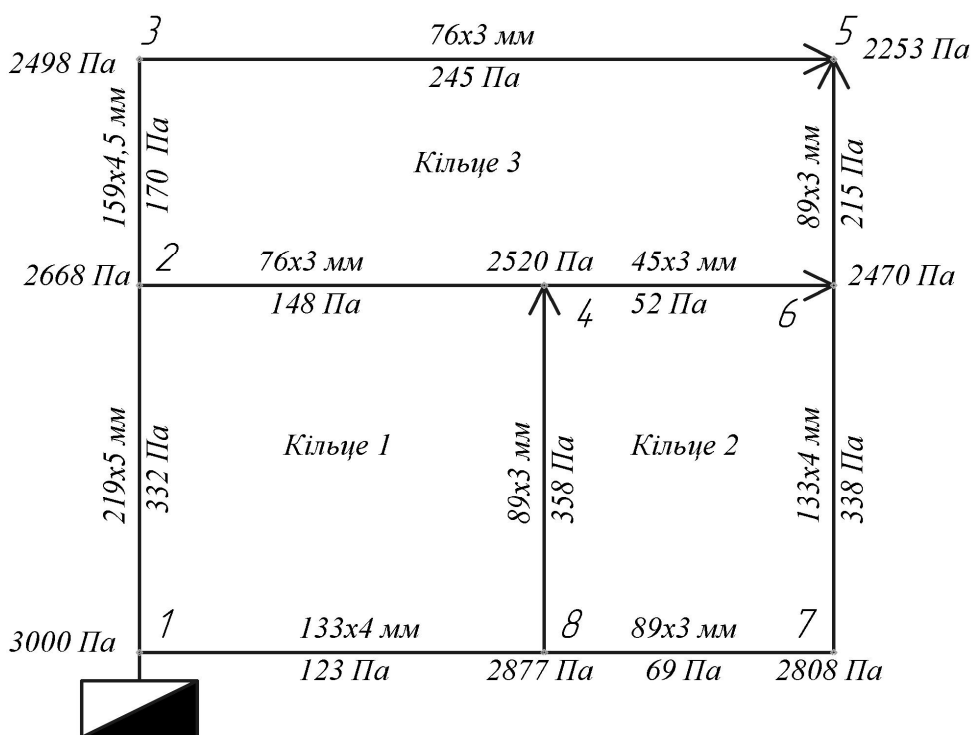 3
76x3 мм
5
2498 Па
2253 Па
245 Па
159x4,5 мм
170 Па
Кільце 3
89x3 мм
215 Па
2
2668 Па
76x3 мм
2520 Па
45x3 мм
2470 Па
148 Па
4
52 Па
6
219x5 мм
332 Па
Кільце 1
89x3 мм
358 Па
Кільце 2
133x4 мм
338 Па
1
133x4 мм
8
89x3 мм
7
3000 Па
123 Па
2877 Па
69 Па
2808 Па